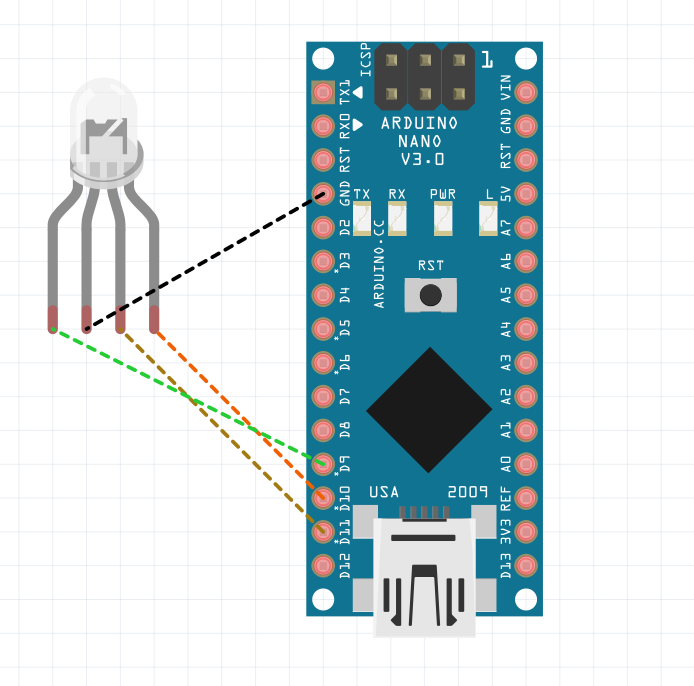 ICSP
1
TX1
RX0
RST
GND
D2
*D3
D4
*D5
*D6
D7
D8
*D9
*D10
*D11
D12
ARDUINO
NANO
V3.0
TX
RX
PWR
L
ARDUINO.CC
RST
USA
2009
VIN
GND
RST
5V
A7
A6
A5
A4
A3
A2
A1
A0
REF
3V3
D13